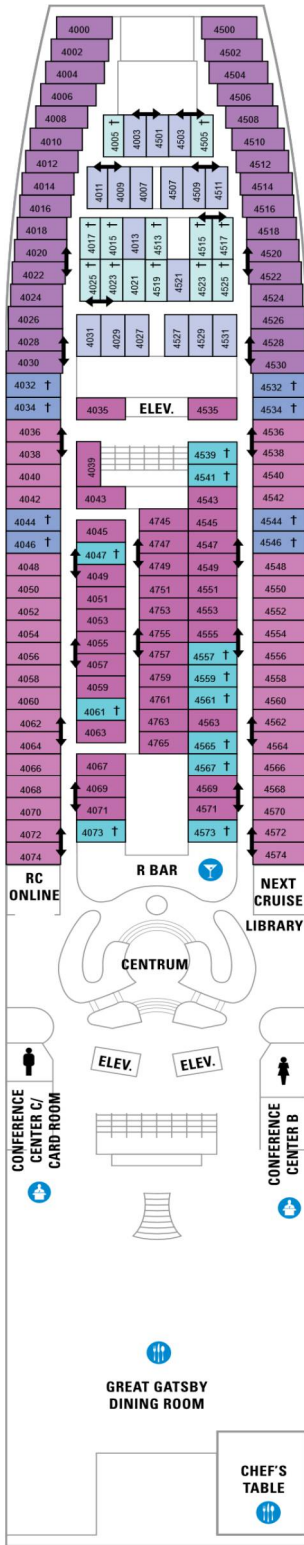 4000 4500
4002 4502
4004 4504
4006 4506
4008 4508
4005 † 4003 4501 4503 4505 †
4010 4510
4012 4512
4014 4514
4011 4009 4007 4507 4509 4511
4016 4516
4018 4518
4017 † 4015 † 4013 4513 4515 † 4517 †
4020 4520
4022 4522
4025 † 4023 † 4021 4519 † 4521 4523 † 4525 †
4024 4524
4026 4526
4031 4029 4027 4527 4529 4531
4028 4528
4030 4530
4032 † 4532 †
4034 † 4035 ELEV. 4535 4534 †
4036 4536
4038 4039 4539 † 4538
4040 4541 † 4540
4042 4043 4543 4542
4044 † 4045 4745 4545 4544 †
4046 † 4047 † 4747 4547 4546 †
4048 4049 4749 4549 4548
4050 4051 4751 4551 4550
4052 4053 4753 4553 4552
4054 4055 4755 4555 4554
4056 4057 4757 4557 † 4556
4058 4059 4759 4559 † 4558
4060 4061 † 4761 4561 † 4560
4062 4063 4763 4563 4562
4064 4765 4565 † 4564
4066 4067 4567 † 4566
4068 4069 4569 4568
4070 4071 4571 4570
4072 4073 † 4573 † 4572
4074 4574
RC
ONLINE
R BAR
NEXT
CRUISE
LIBRARY
CENTRUM
ELEV. ELEV.
CONFERENCE
CENTER C/
CARD ROOM
CONFERENCE
CENTER B
GREAT GATSBY
DINING ROOM
CHEF'S
TABLE